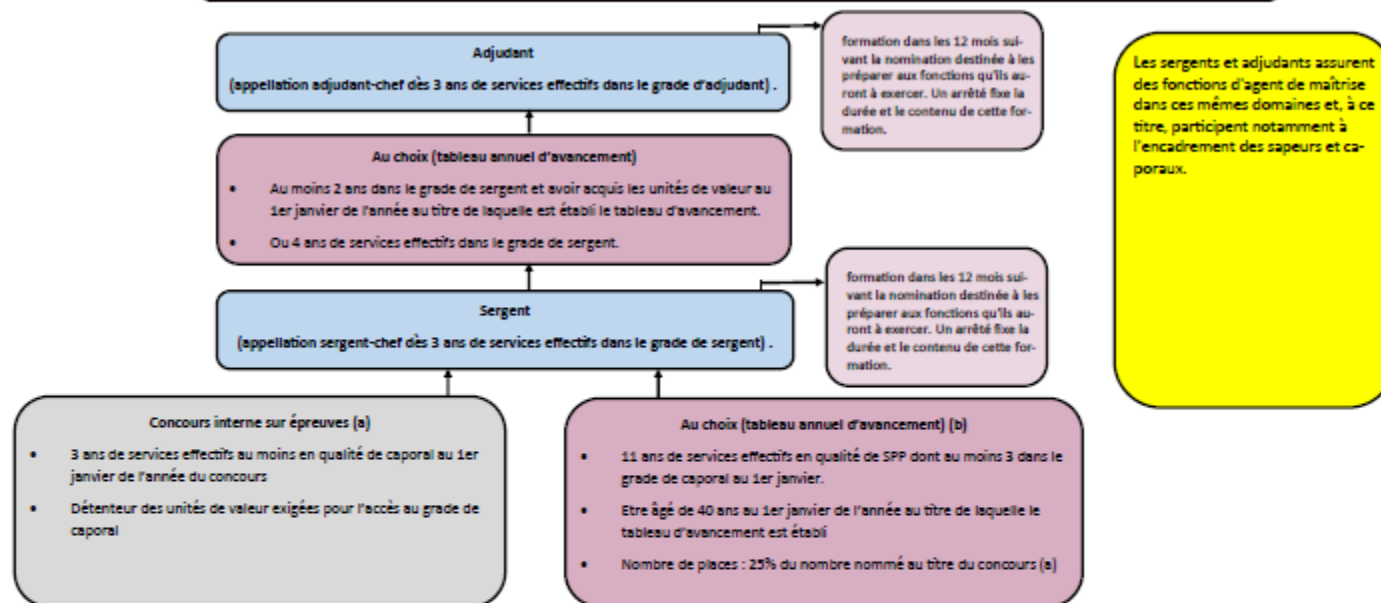 Adjudant
(appellation adjudant-chef dès 3 ans de services effectifs dans le grade d'adjudant) .
formation dans les 12 mois sui-
vant la nomination destinée à les
préparer aux fonctions qu'ils au-
ront à exercer. Un arrêté fixe la
durée et le contenu de cette for-
mation.
Les sergents et adjudants assurent
des fonctions d'agent de maîtrise
dans ces mêmes domaines et, à ce
titre, participent notamment à
l'encadrement des sapeurs et ca-
poraux.
Au choix (tableau annuel d'avancement)
• Au moins 2 ans dans le grade de sergent et avoir acquis les unités de valeur au
1er janvier de l'année au titre de laquelle est établi le tableau d'avancement.
• Ou 4 ans de services effectifs dans le grade de sergent.
Sergent
(appellation sergent-chef dès 3 ans de services effectifs dans le grade de sergent) .
formation dans les 12 mois sui-
vant la nomination destinée à les
préparer aux fonctions qu'ils au-
ront à exercer. Un arrêté fixe la
durée et le contenu de cette for-
mation.
Concours interne sur épreuves (a)
• 3 ans de services effectifs au moins en qualité de caporal au 1er
janvier de l'année du concours
• Détenteur des unités de valeur exigées pour l'accès au grade de
caporal
Au choix (tableau annuel d'avancement) (b)
• 11 ans de services effectifs en qualité de SPP dont au moins 3 dans le
grade de caporal au 1er janvier.
• Etre âgé de 40 ans au 1er janvier de l'année au titre de laquelle le
tableau d'avancement est établi
• Nombre de places : 25% du nombre nommé au titre du concours (a)